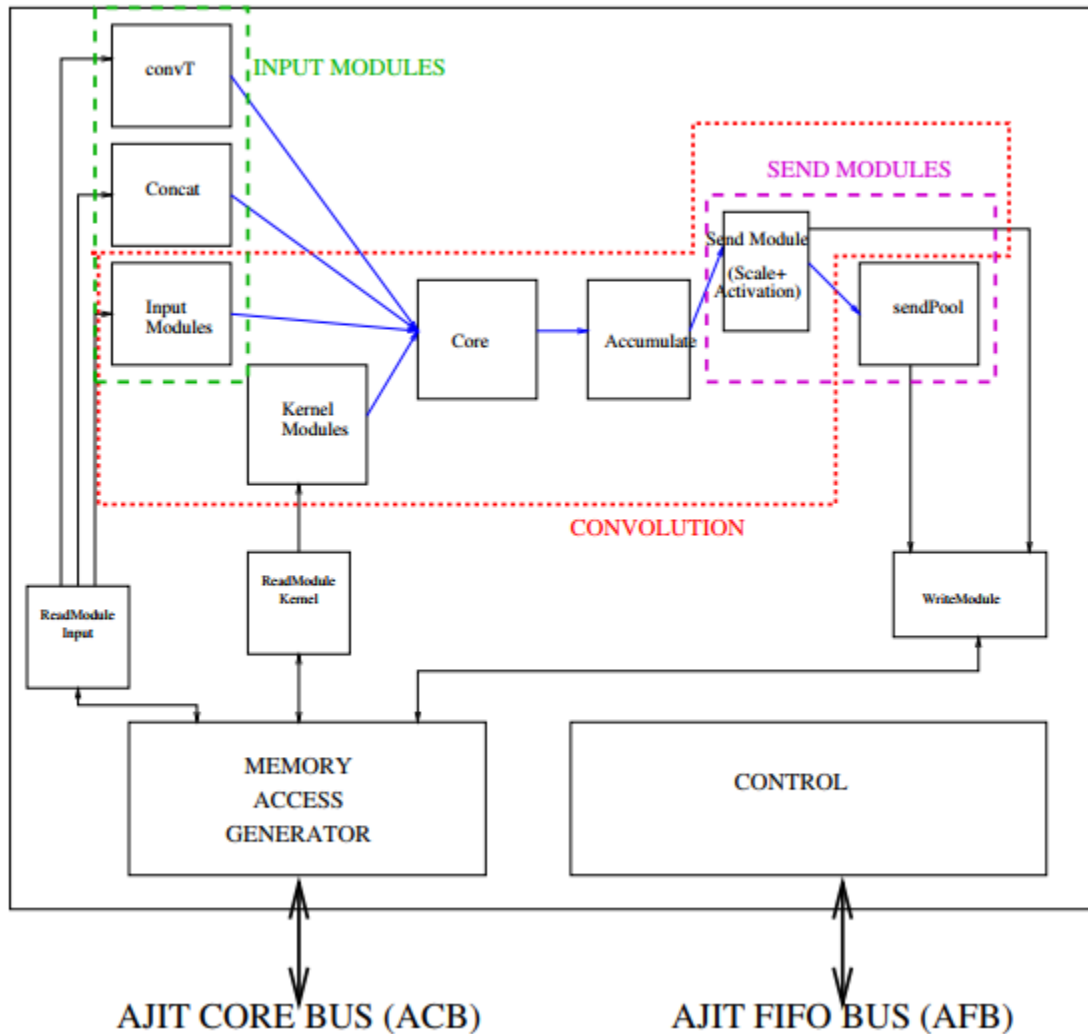 convT
INPUT MODULES
Concat
SEND MODULES
Input
Modules
Send Module
(Scale+
Activation)
sendPool
Core
Accumulate
Kernel
Modules
CONVOLUTION
ReadModule
Input
ReadModule
Kernel
WriteModule
MEMORY
ACCESS
GENERATOR
CONTROL
AJIT CORE BUS (ACB)
AJIT FIFO BUS (AFB)